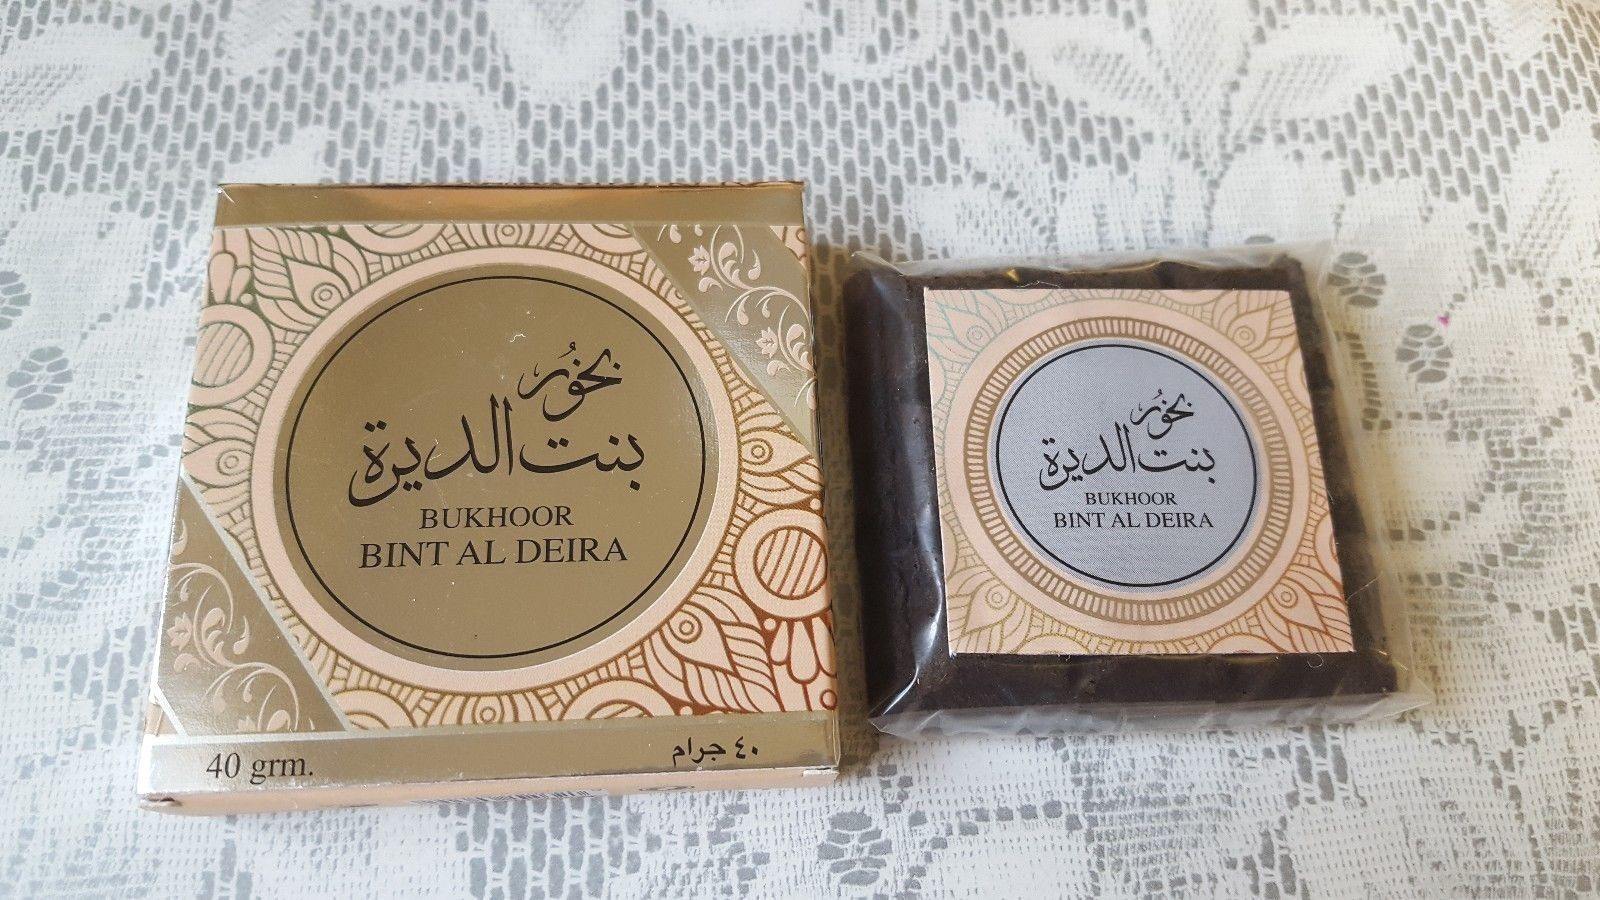 بخور
بنت الديرة
BUKHOOR
BINT AL DEIRA
40 grm.
٤٠ جرام
بخور
بنت الديرة
BUKHOOR
BINT AL DEIRA